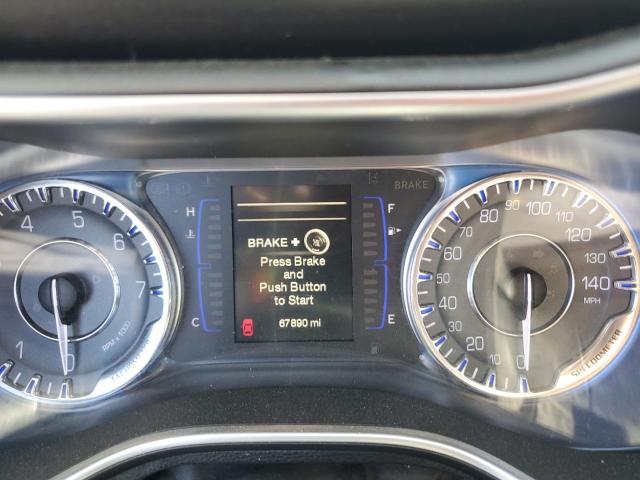 BRAKE
H
F
C
E
BRAKE +
Press Brake
and
Push Button
to Start
67890 mi
0
1
4
5
6
7
RPM x 1000
0
10
20
30
40
50
60
70
80
90
100
110
120
140
MPH
SPEEDOMETER